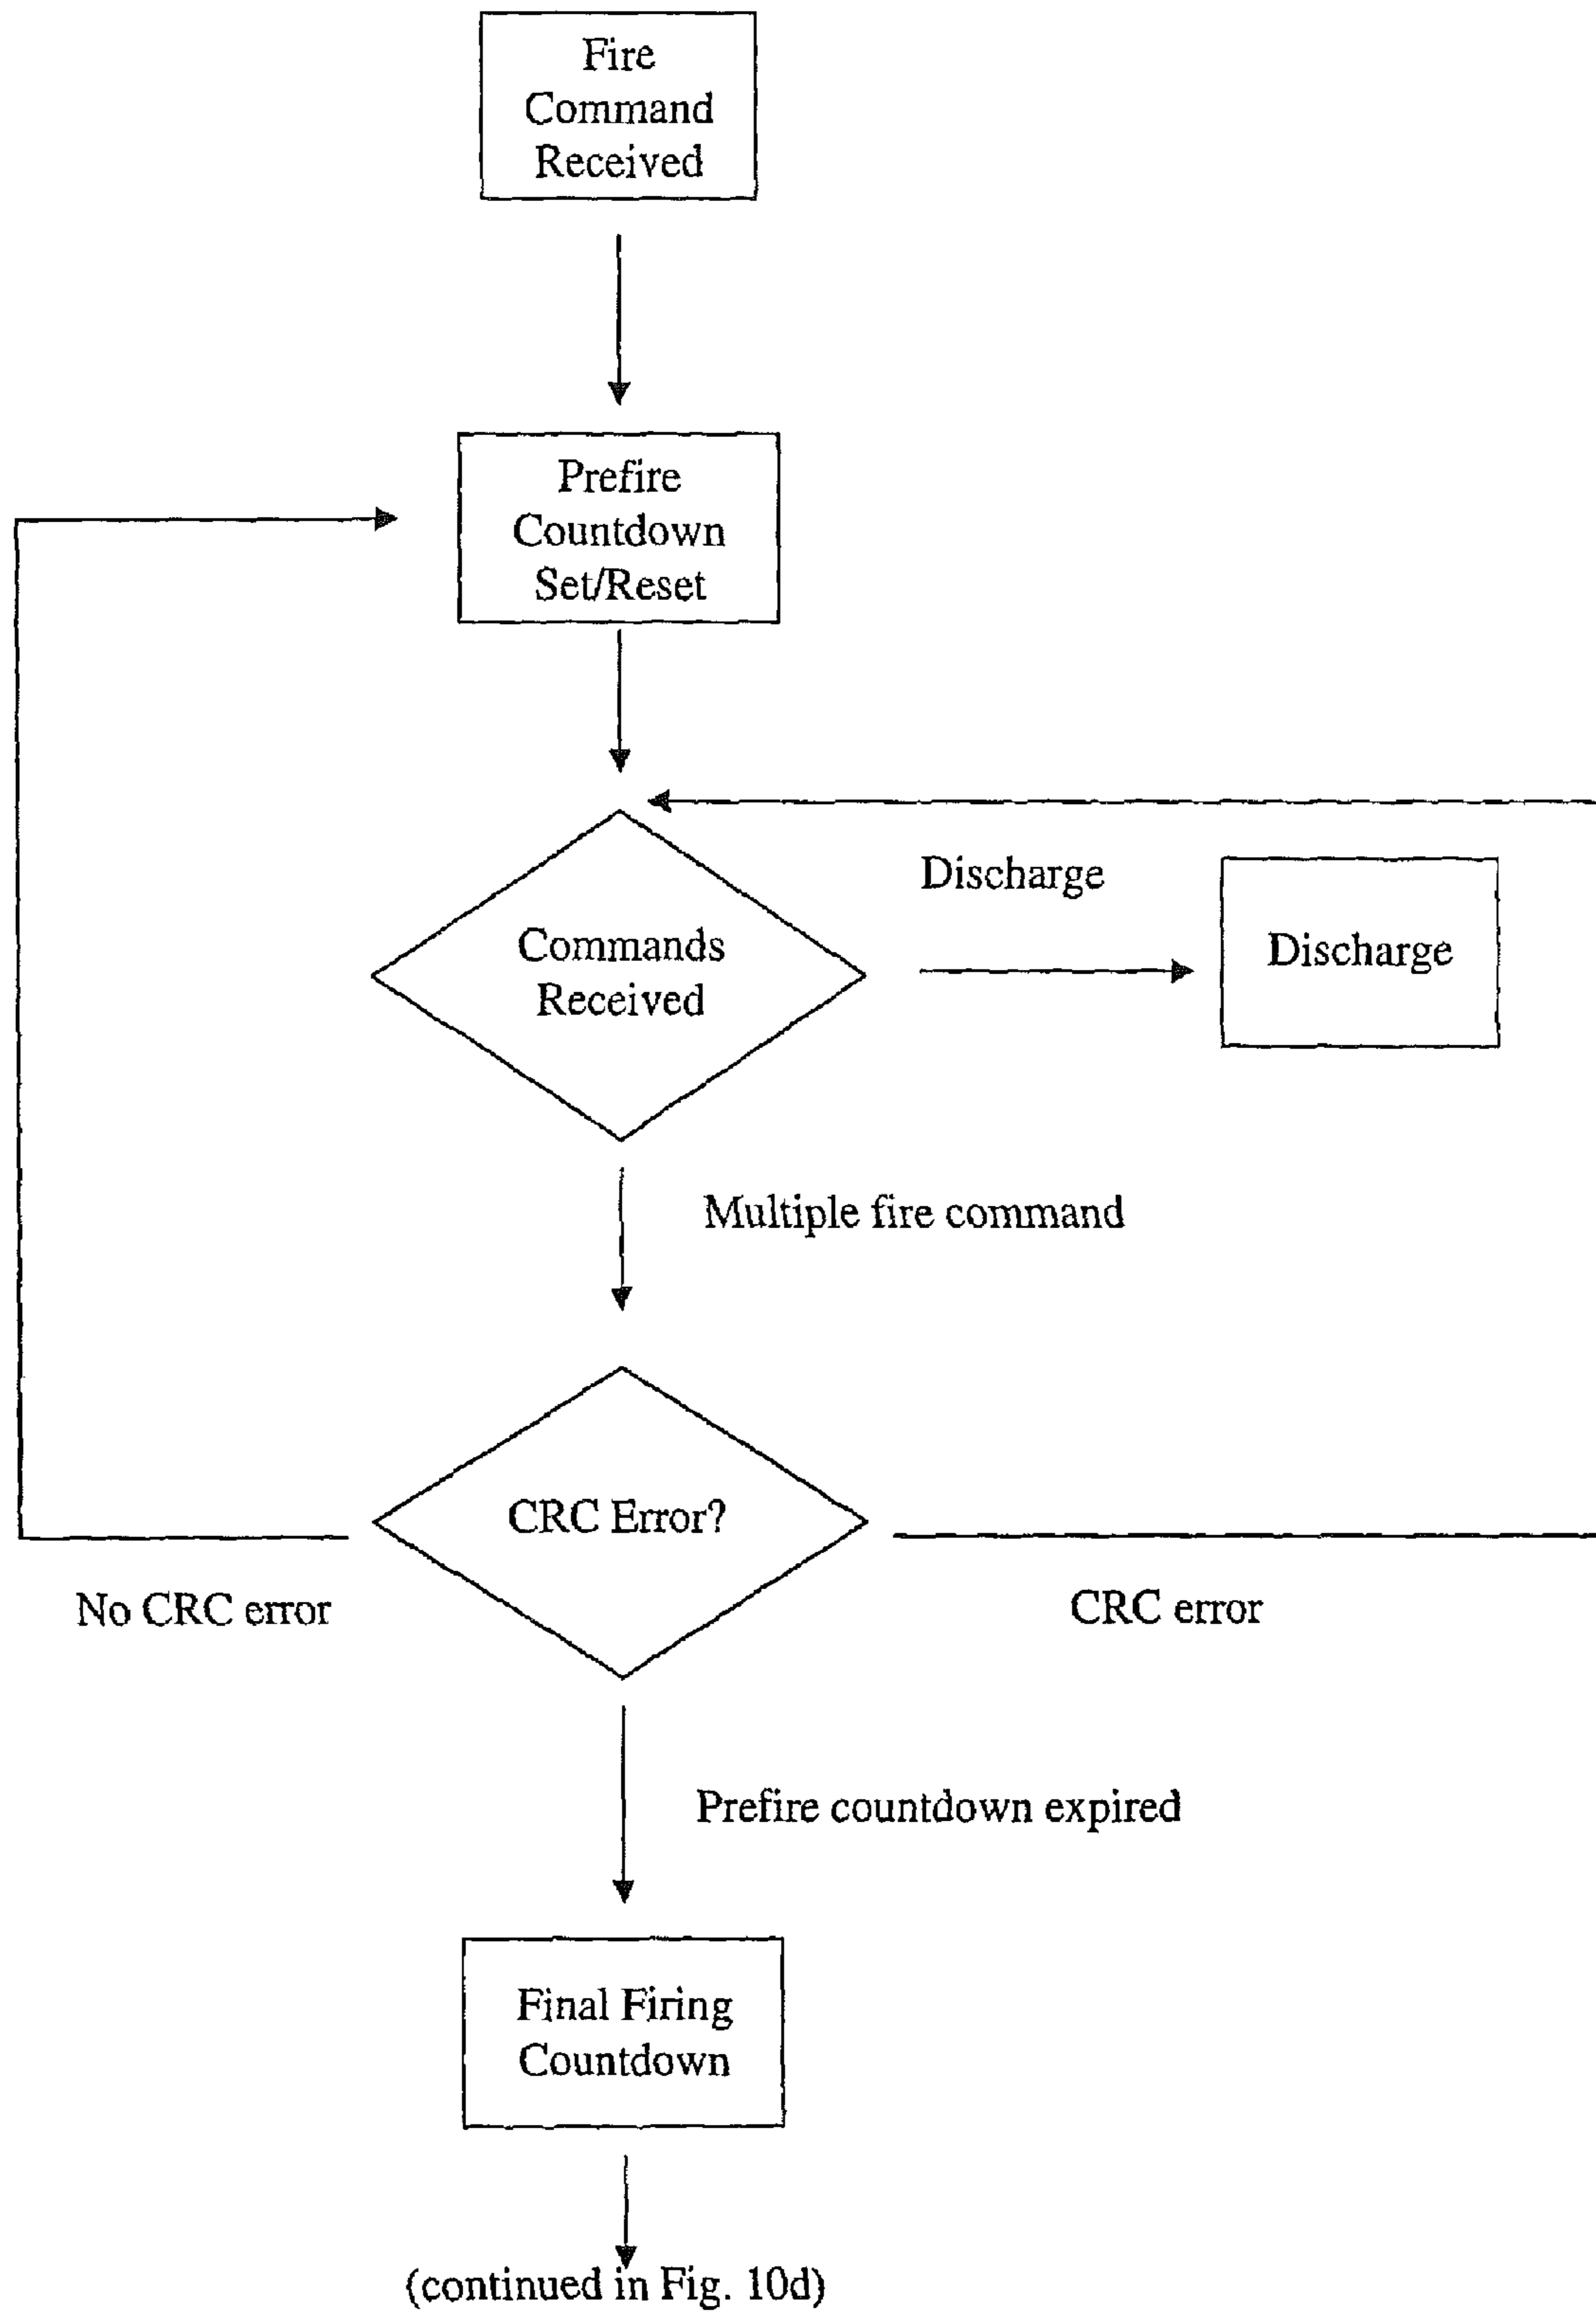 Fire
Command
Received
Prefire
Countdown
Set/Reset
Discharge
Discharge
Commands
Received
Multiple fire command
CRC Error?
No CRC error
CRC error
Prefire countdown expired
Final Firing
Countdown
(continued in Fig. 10d)